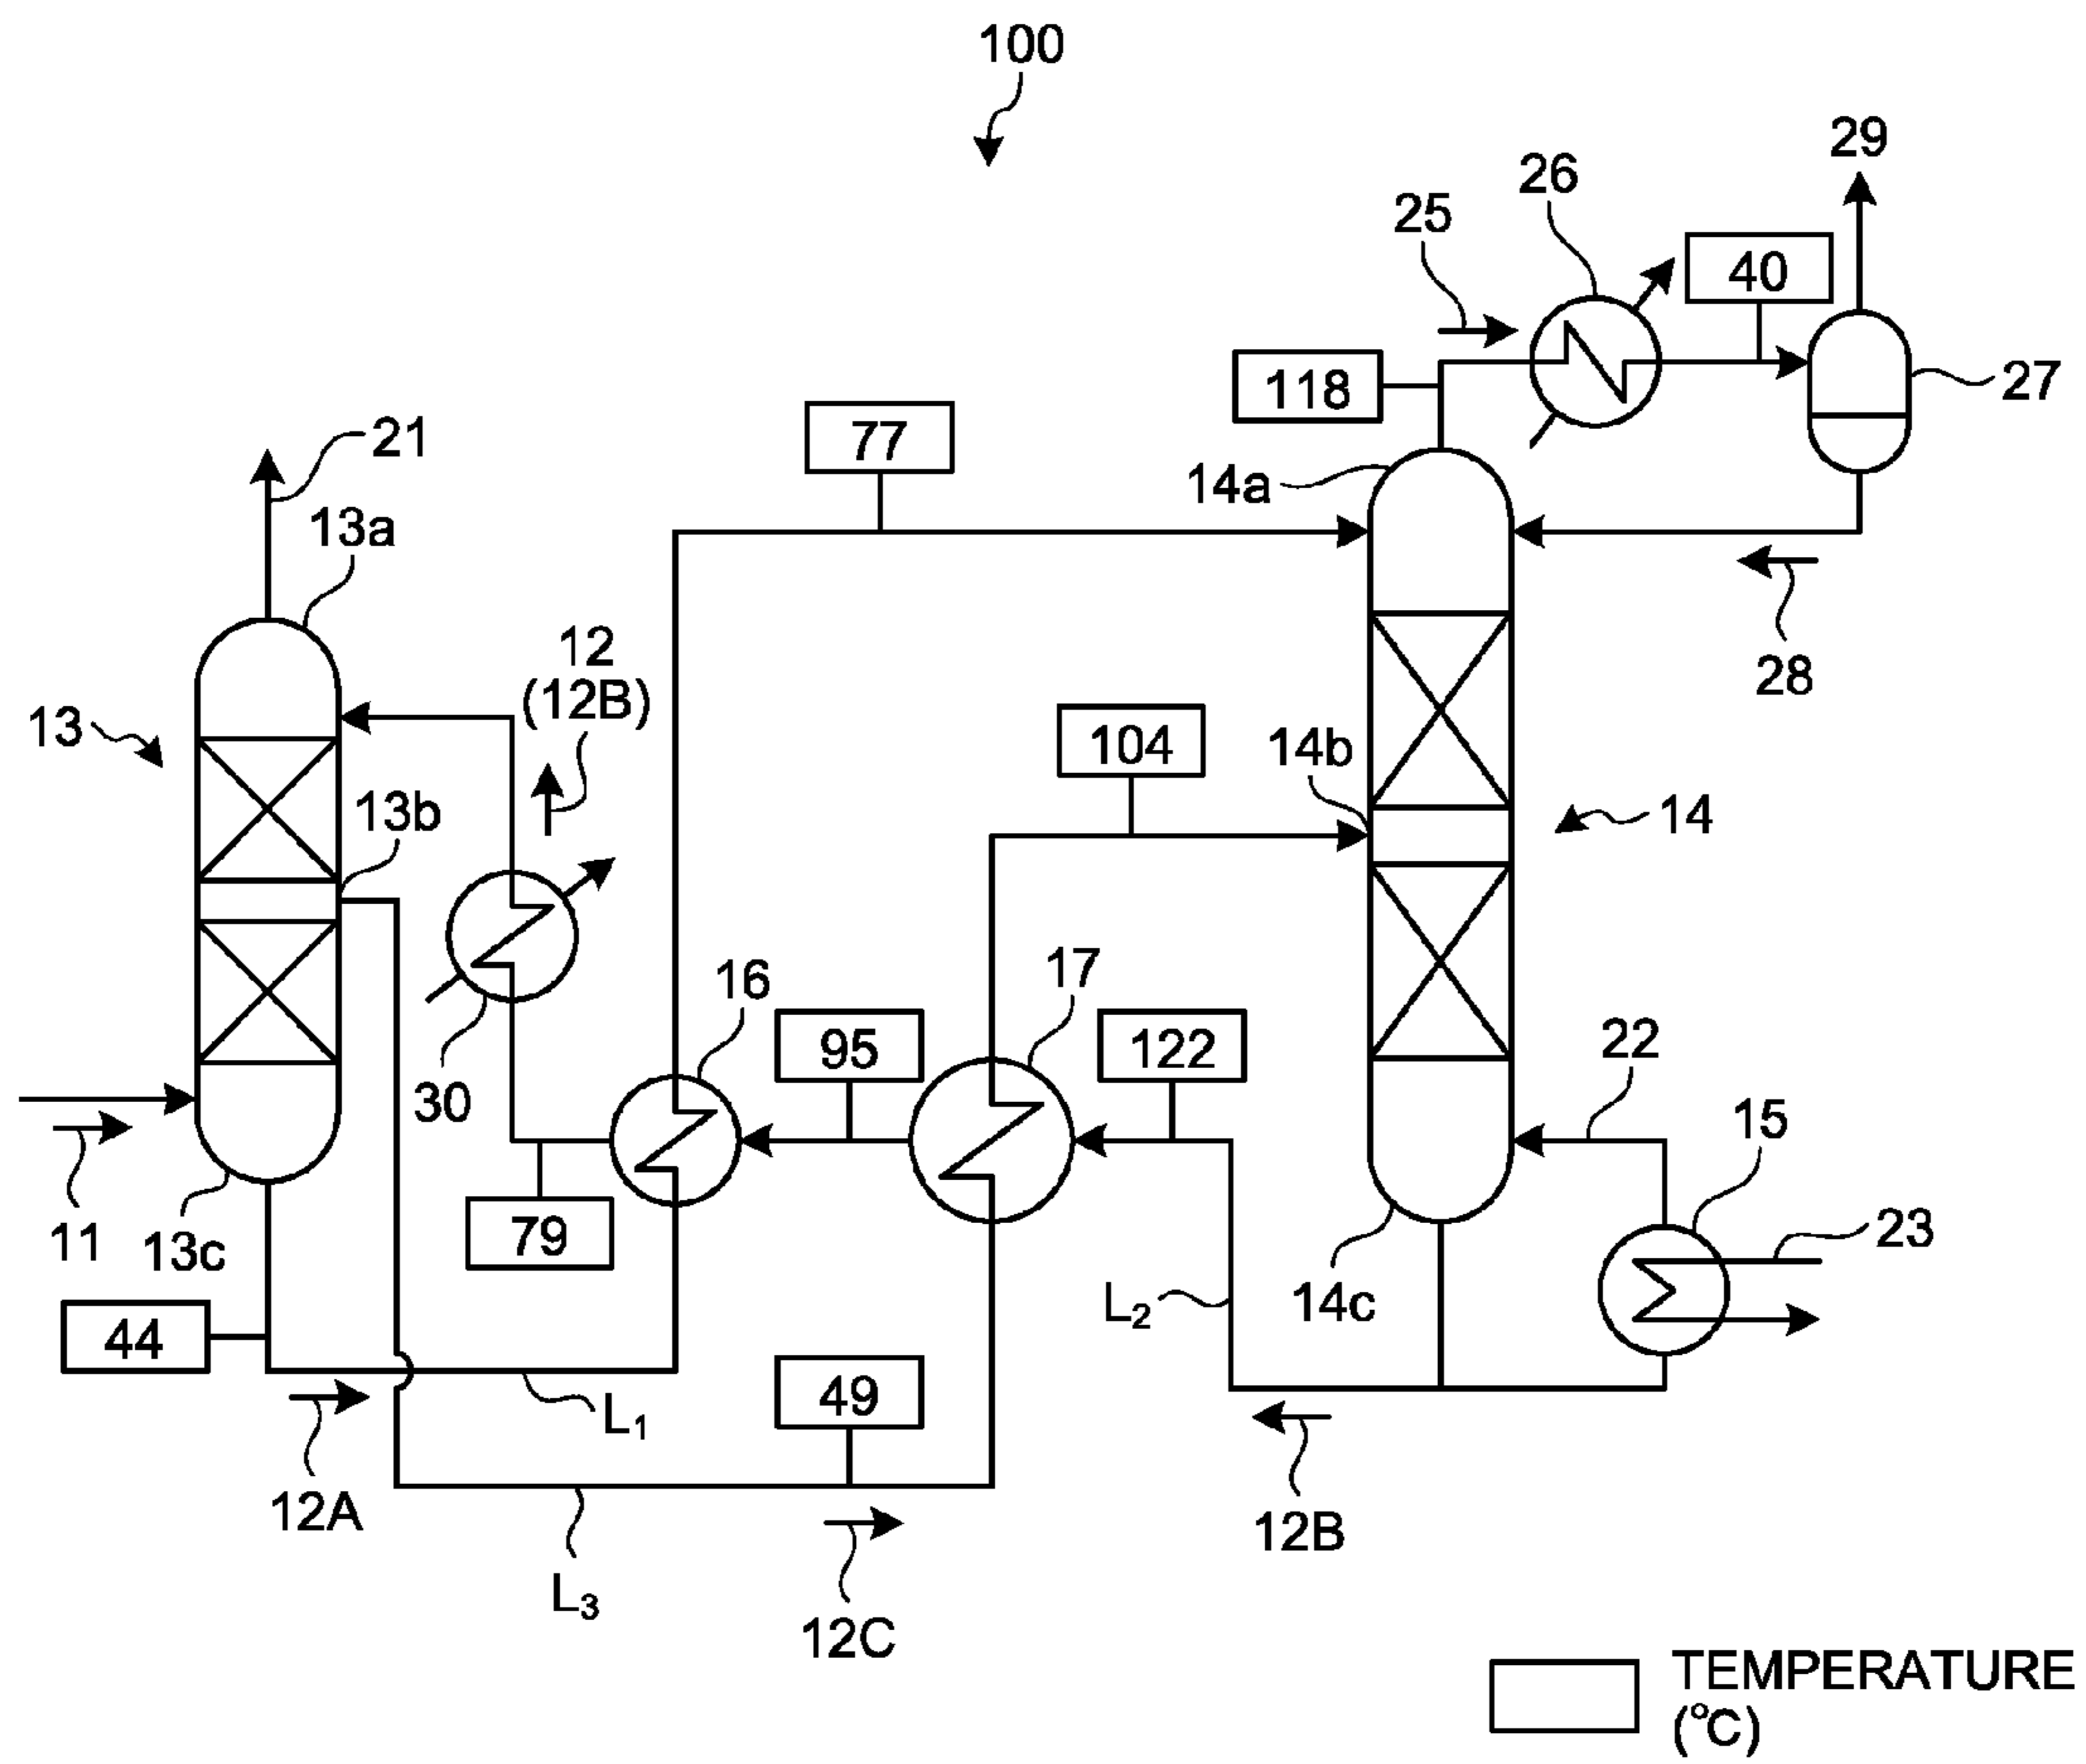 100
29
26
25
40
118
27
77
21
14a
13a
12
(12B)
28
13
104
14b
13b
14
16
17
95
122
22
30
15
11
79
23
13c
L₂
14c
44
49
L₁
12A
12B
L₃
12C
TEMPERATURE
(°C)